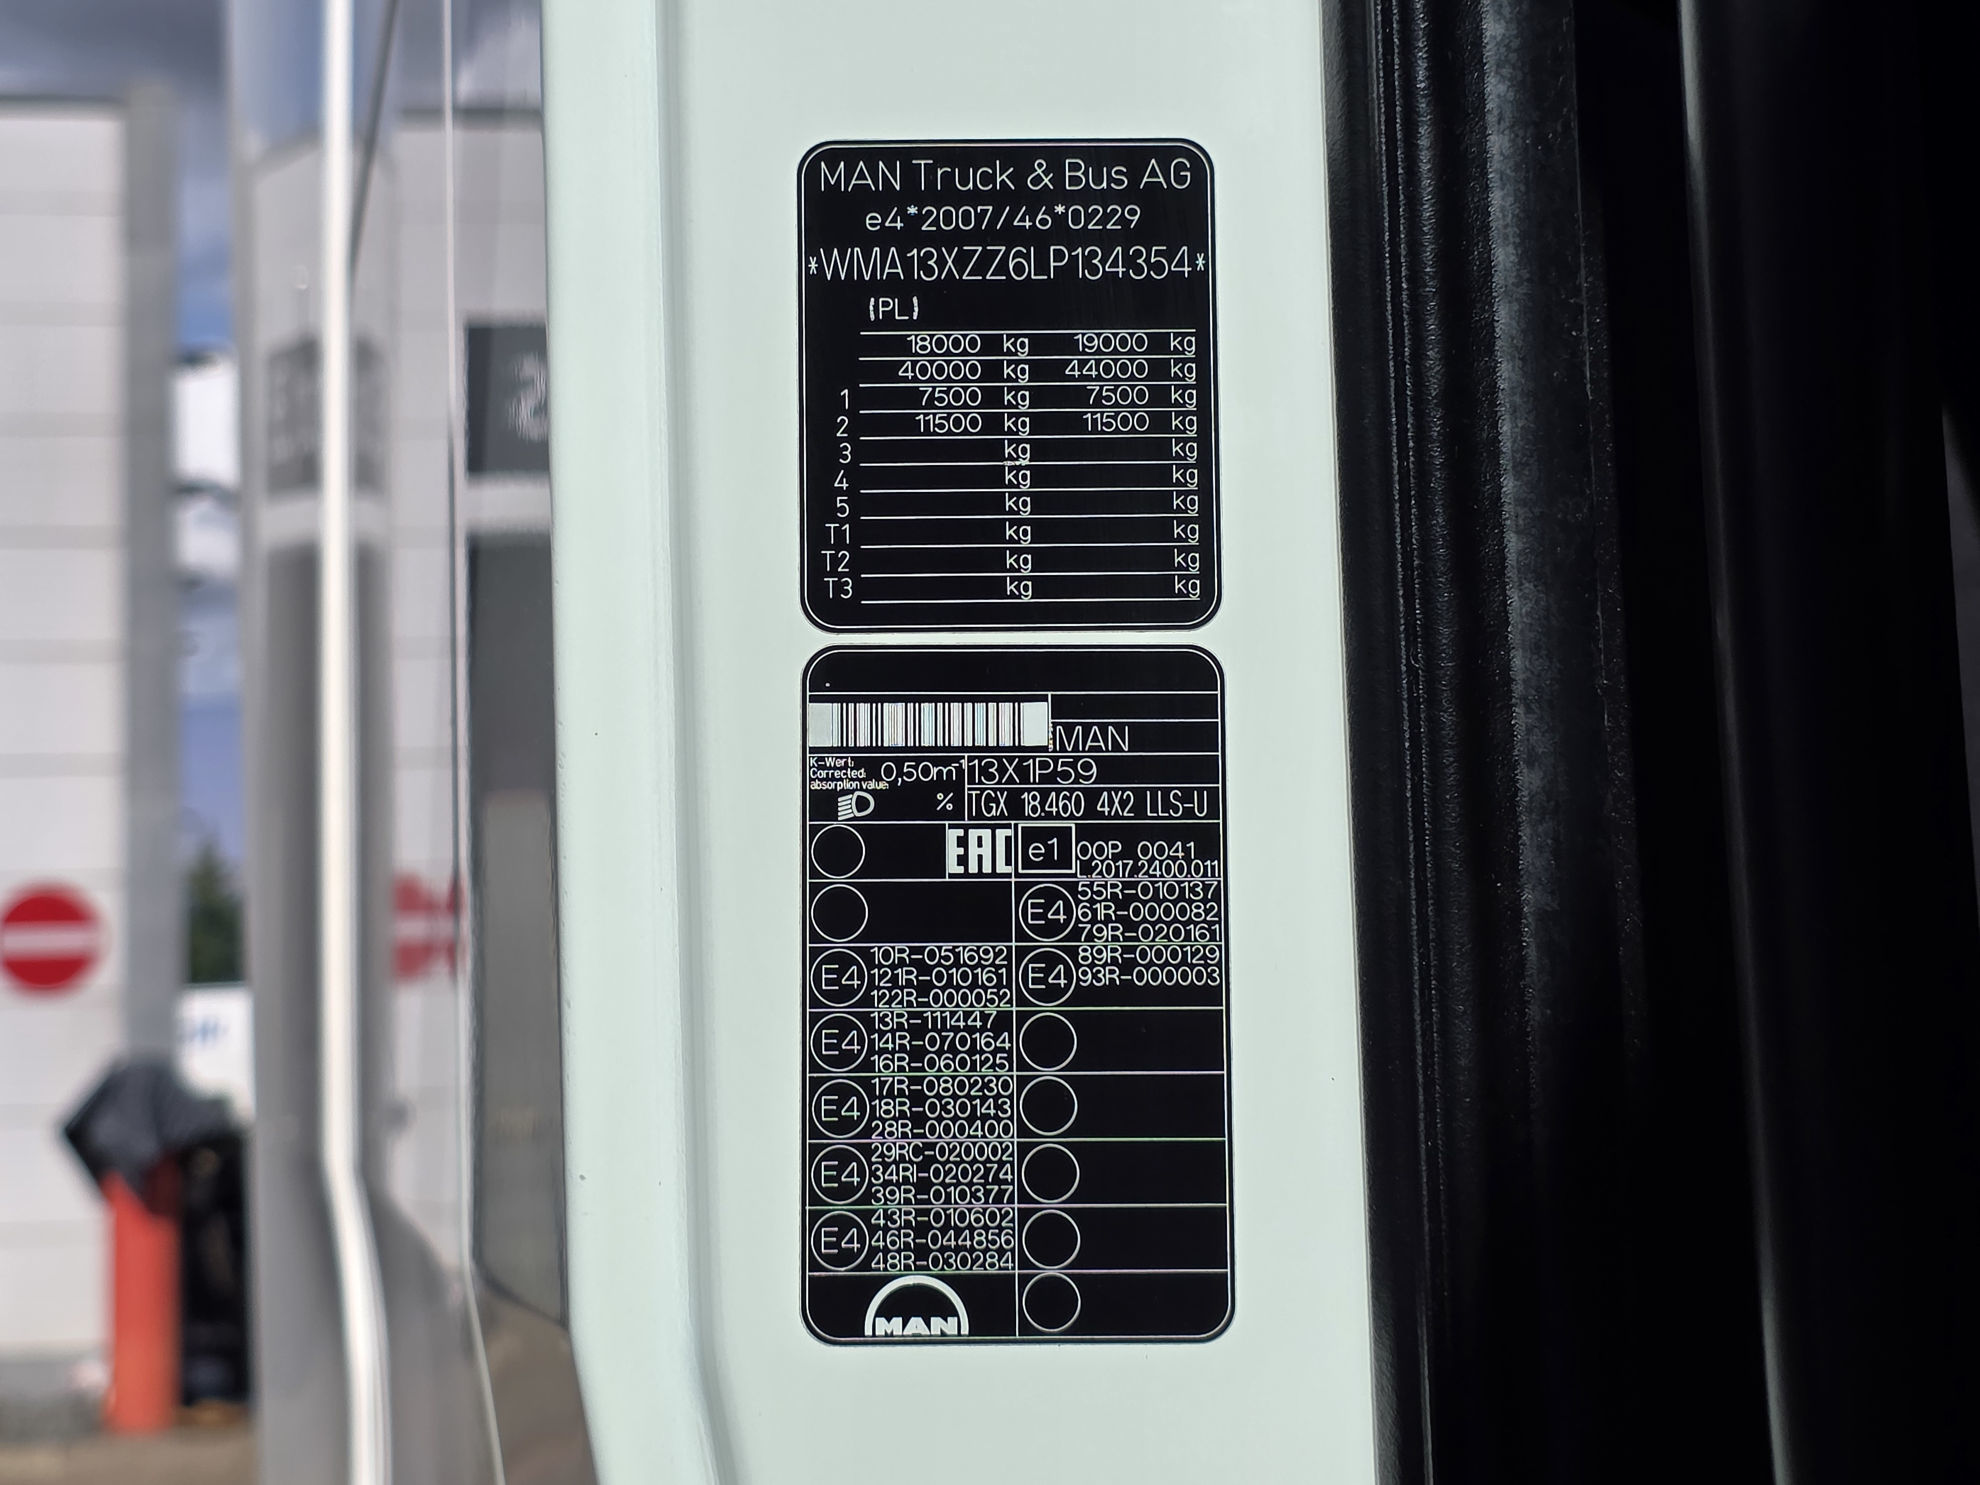 MAN Truck & Bus AG
e4*2007/46*0229
*WMA13XZZ6LP134354*
(PL)
18000 kg 19000 kg
40000 kg 44000 kg
1 7500 kg 7500 kg
2 11500 kg 11500 kg
3 kg kg
4 kg kg
5 kg kg
T1 kg kg
T2 kg kg
T3 kg kg
MAN
K-Wert:
Corrected:
absorption value:
0,50m⁻¹
13X1P59
%
TGX 18.460 4X2 LLS-U
EAC
e1
00P 0041
L.2017.2400.011
E4
55R-010137
61R-000082
79R-020161
E4
10R-051692
121R-010161
122R-000052
E4
89R-000129
93R-000003
E4
13R-111447
14R-070164
16R-060125
E4
17R-080230
18R-030143
28R-000400
E4
29RC-020002
34RI-020274
39R-010377
E4
43R-010602
46R-044856
48R-030284
MAN